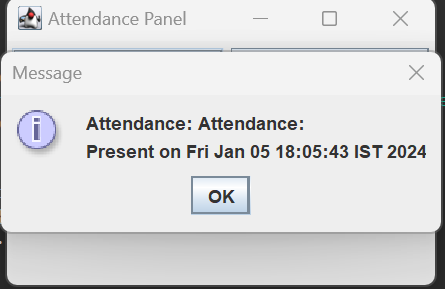 Attendance Panel
Message
Attendance: Attendance:
Present on Fri Jan 05 18:05:43 IST 2024
OK